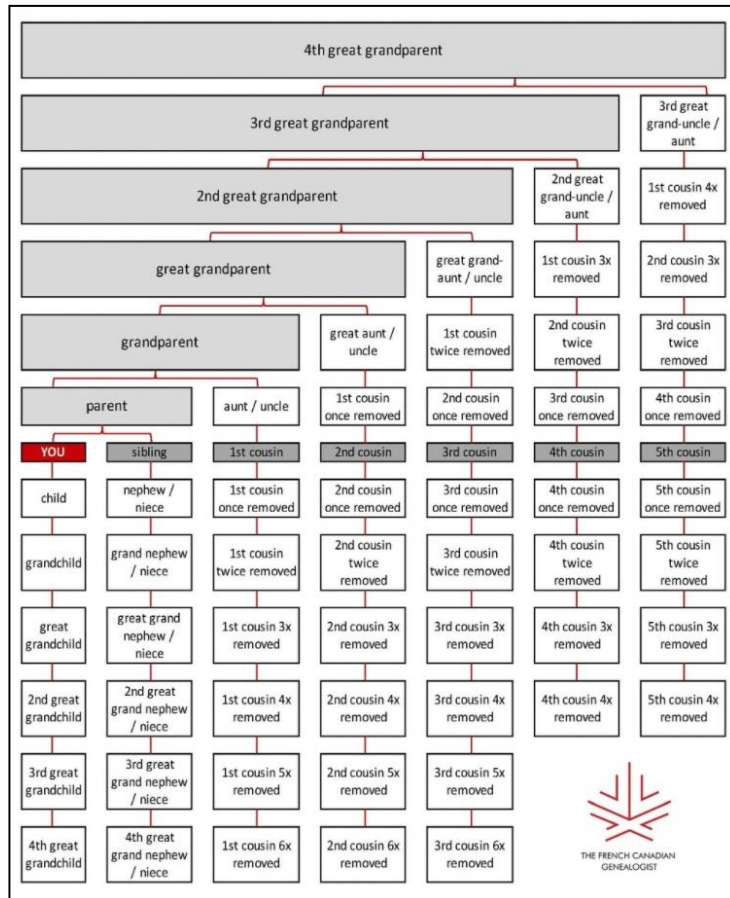 4th great grandparent
3rd great grandparent
3rd great
grand-uncle /
aunt
2nd great grandparent
2nd great
grand-uncle /
aunt
1st cousin 4x
removed
great grandparent
great grand-
aunt / uncle
1st cousin 3x
removed
2nd cousin 3x
removed
grandparent
great aunt /
uncle
1st cousin
twice removed
2nd cousin
twice
removed
3rd cousin
twice
removed
parent
aunt / uncle
1st cousin
once removed
2nd cousin
once removed
3rd cousin
once removed
4th cousin
once removed
YOU
sibling
1st cousin
2nd cousin
3rd cousin
4th cousin
5th cousin
child
nephew /
niece
1st cousin
once removed
2nd cousin
once removed
3rd cousin
once removed
4th cousin
once removed
5th cousin
once removed
grandchild
grand nephew
/ niece
1st cousin
twice removed
2nd cousin
twice
removed
3rd cousin
twice removed
4th cousin
twice
removed
5th cousin
twice
removed
great
grandchild
great grand
nephew /
niece
1st cousin 3x
removed
2nd cousin 3x
removed
3rd cousin 3x
removed
4th cousin 3x
removed
5th cousin 3x
removed
2nd great
grandchild
2nd great
grand nephew
/ niece
1st cousin 4x
removed
2nd cousin 4x
removed
3rd cousin 4x
removed
4th cousin 4x
removed
5th cousin 4x
removed
3rd great
grandchild
3rd great
grand nephew
/ niece
1st cousin 5x
removed
2nd cousin 5x
removed
3rd cousin 5x
removed
4th great
grandchild
4th great
grand nephew
/ niece
1st cousin 6x
removed
2nd cousin 6x
removed
3rd cousin 6x
removed
THE FRENCH CANADIAN
GENEALOGIST